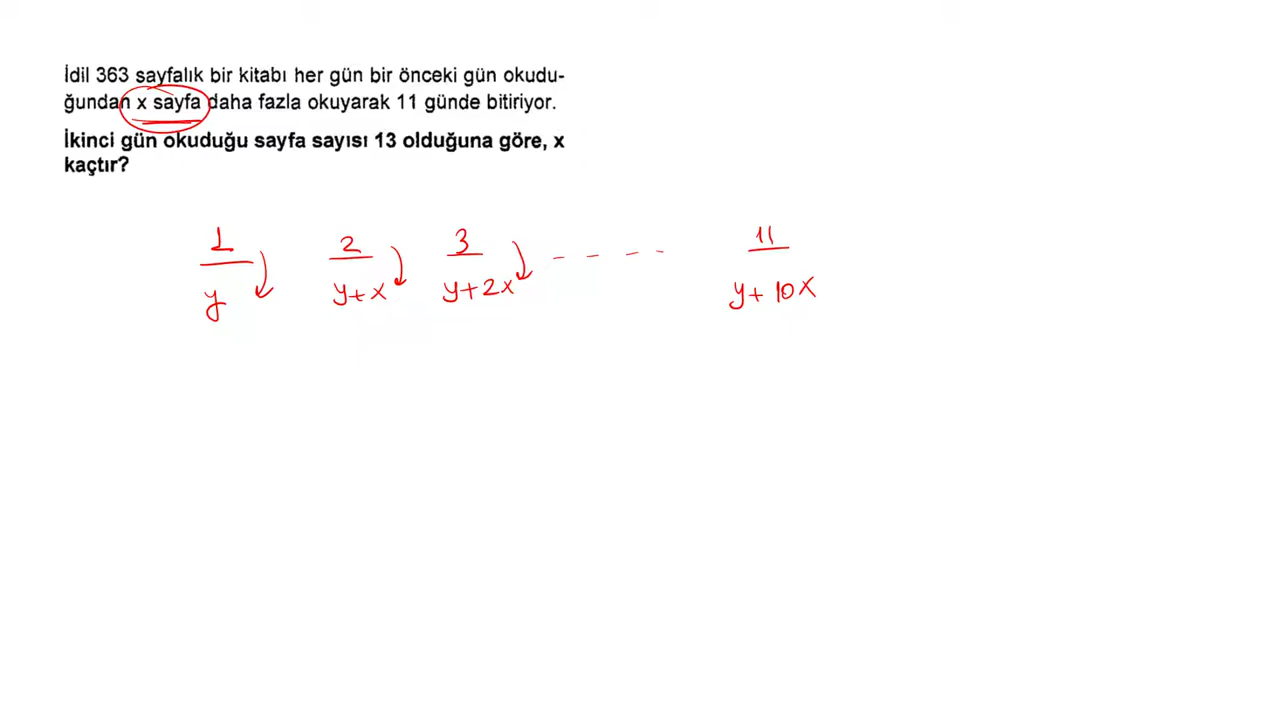 İdil 363 sayfalık bir kitabı her gün bir önceki gün okudu-
ğundan x sayfa daha fazla okuyarak 11 günde bitiriyor.
İkinci gün okuduğu sayfa sayısı 13 olduğuna göre, x
kaçtır?
1 2 3 - - - - 11
y y+x y+2x y+10x